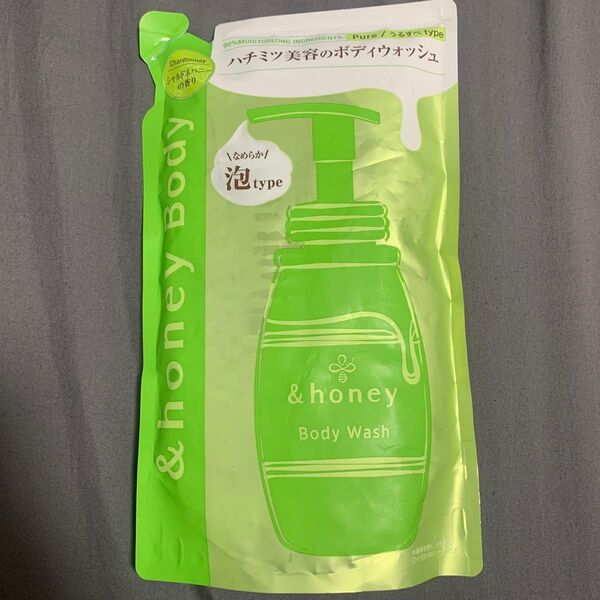 90%MOISTURIZING INGREDIENTS* Pure / うるすべtype
ハチミツ美容のボディウォッシュ
Chardonnay
シャルドネハニー
の香り
\なめらか/
泡type
&honey Body
&honey
Body Wash